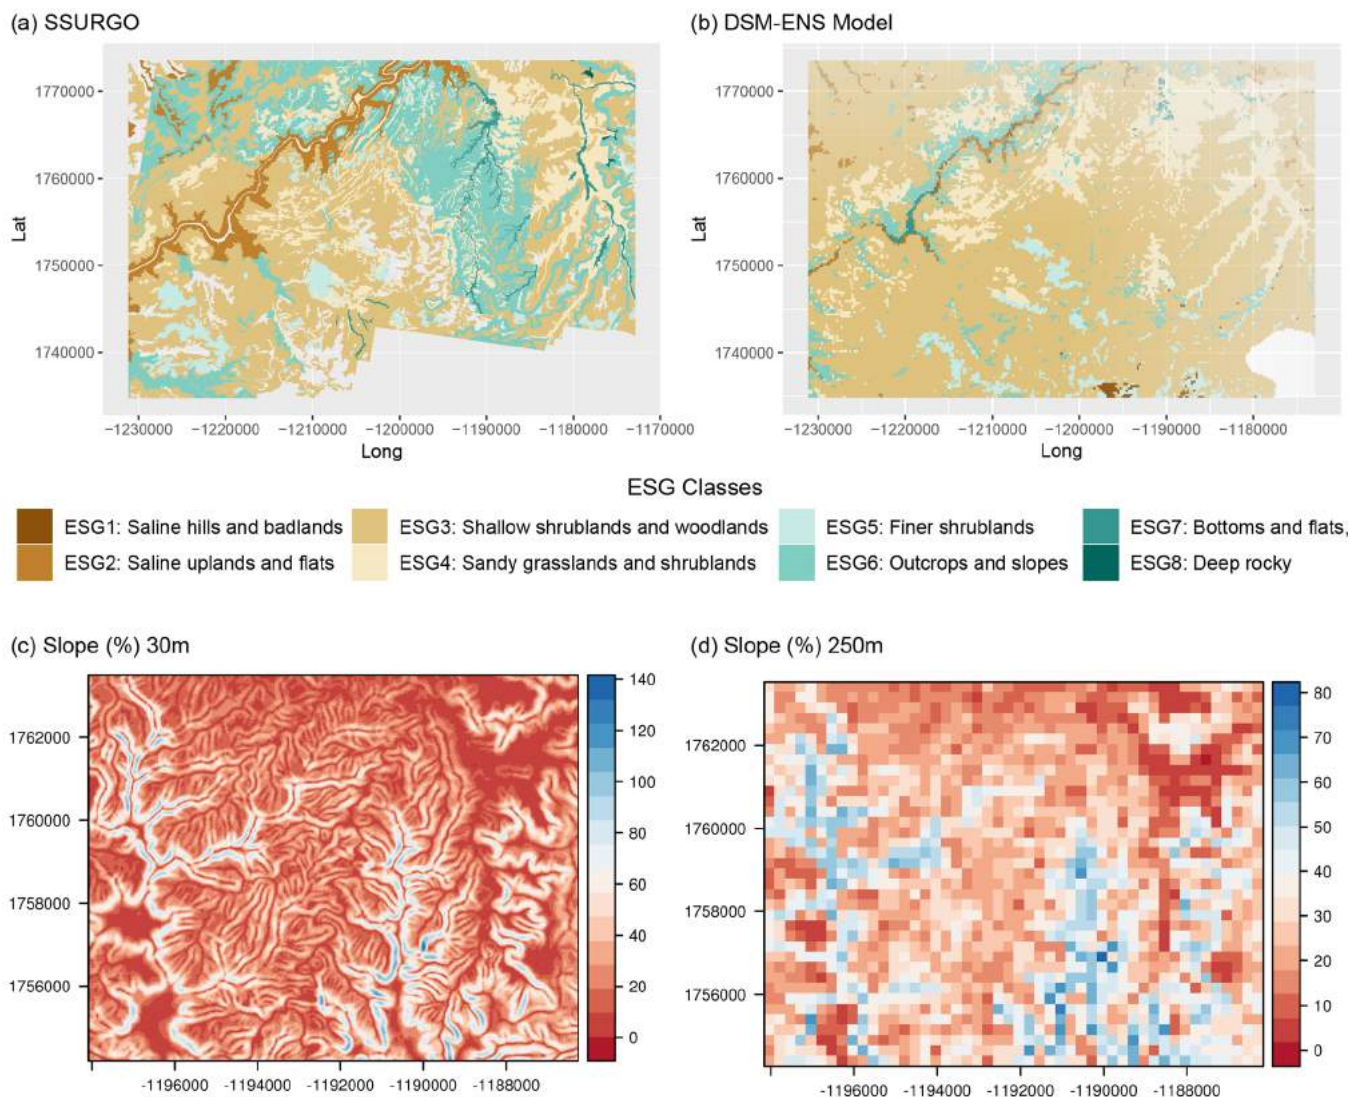 (a) SSURGO
(b) DSM-ENS Model
Lat
1770000
1760000
1750000
1740000
-1230000 -1220000 -1210000 -1200000 -1190000 -1180000 -1170000
Long
Lat
1770000
1760000
1750000
1740000
-1230000 -1220000 -1210000 -1200000 -1190000 -1180000
Long
ESG Classes
ESG1: Saline hills and badlands
ESG3: Shallow shrublands and woodlands
ESG5: Finer shrublands
ESG7: Bottoms and flats,
ESG2: Saline uplands and flats
ESG4: Sandy grasslands and shrublands
ESG6: Outcrops and slopes
ESG8: Deep rocky
(c) Slope (%) 30m
(d) Slope (%) 250m
1762000
1760000
1758000
1756000
-1196000 -1194000 -1192000 -1190000 -1188000
140
120
100
80
60
40
20
0
1762000
1760000
1758000
1756000
-1196000 -1194000 -1192000 -1190000 -1188000
80
70
60
50
40
30
20
10
0